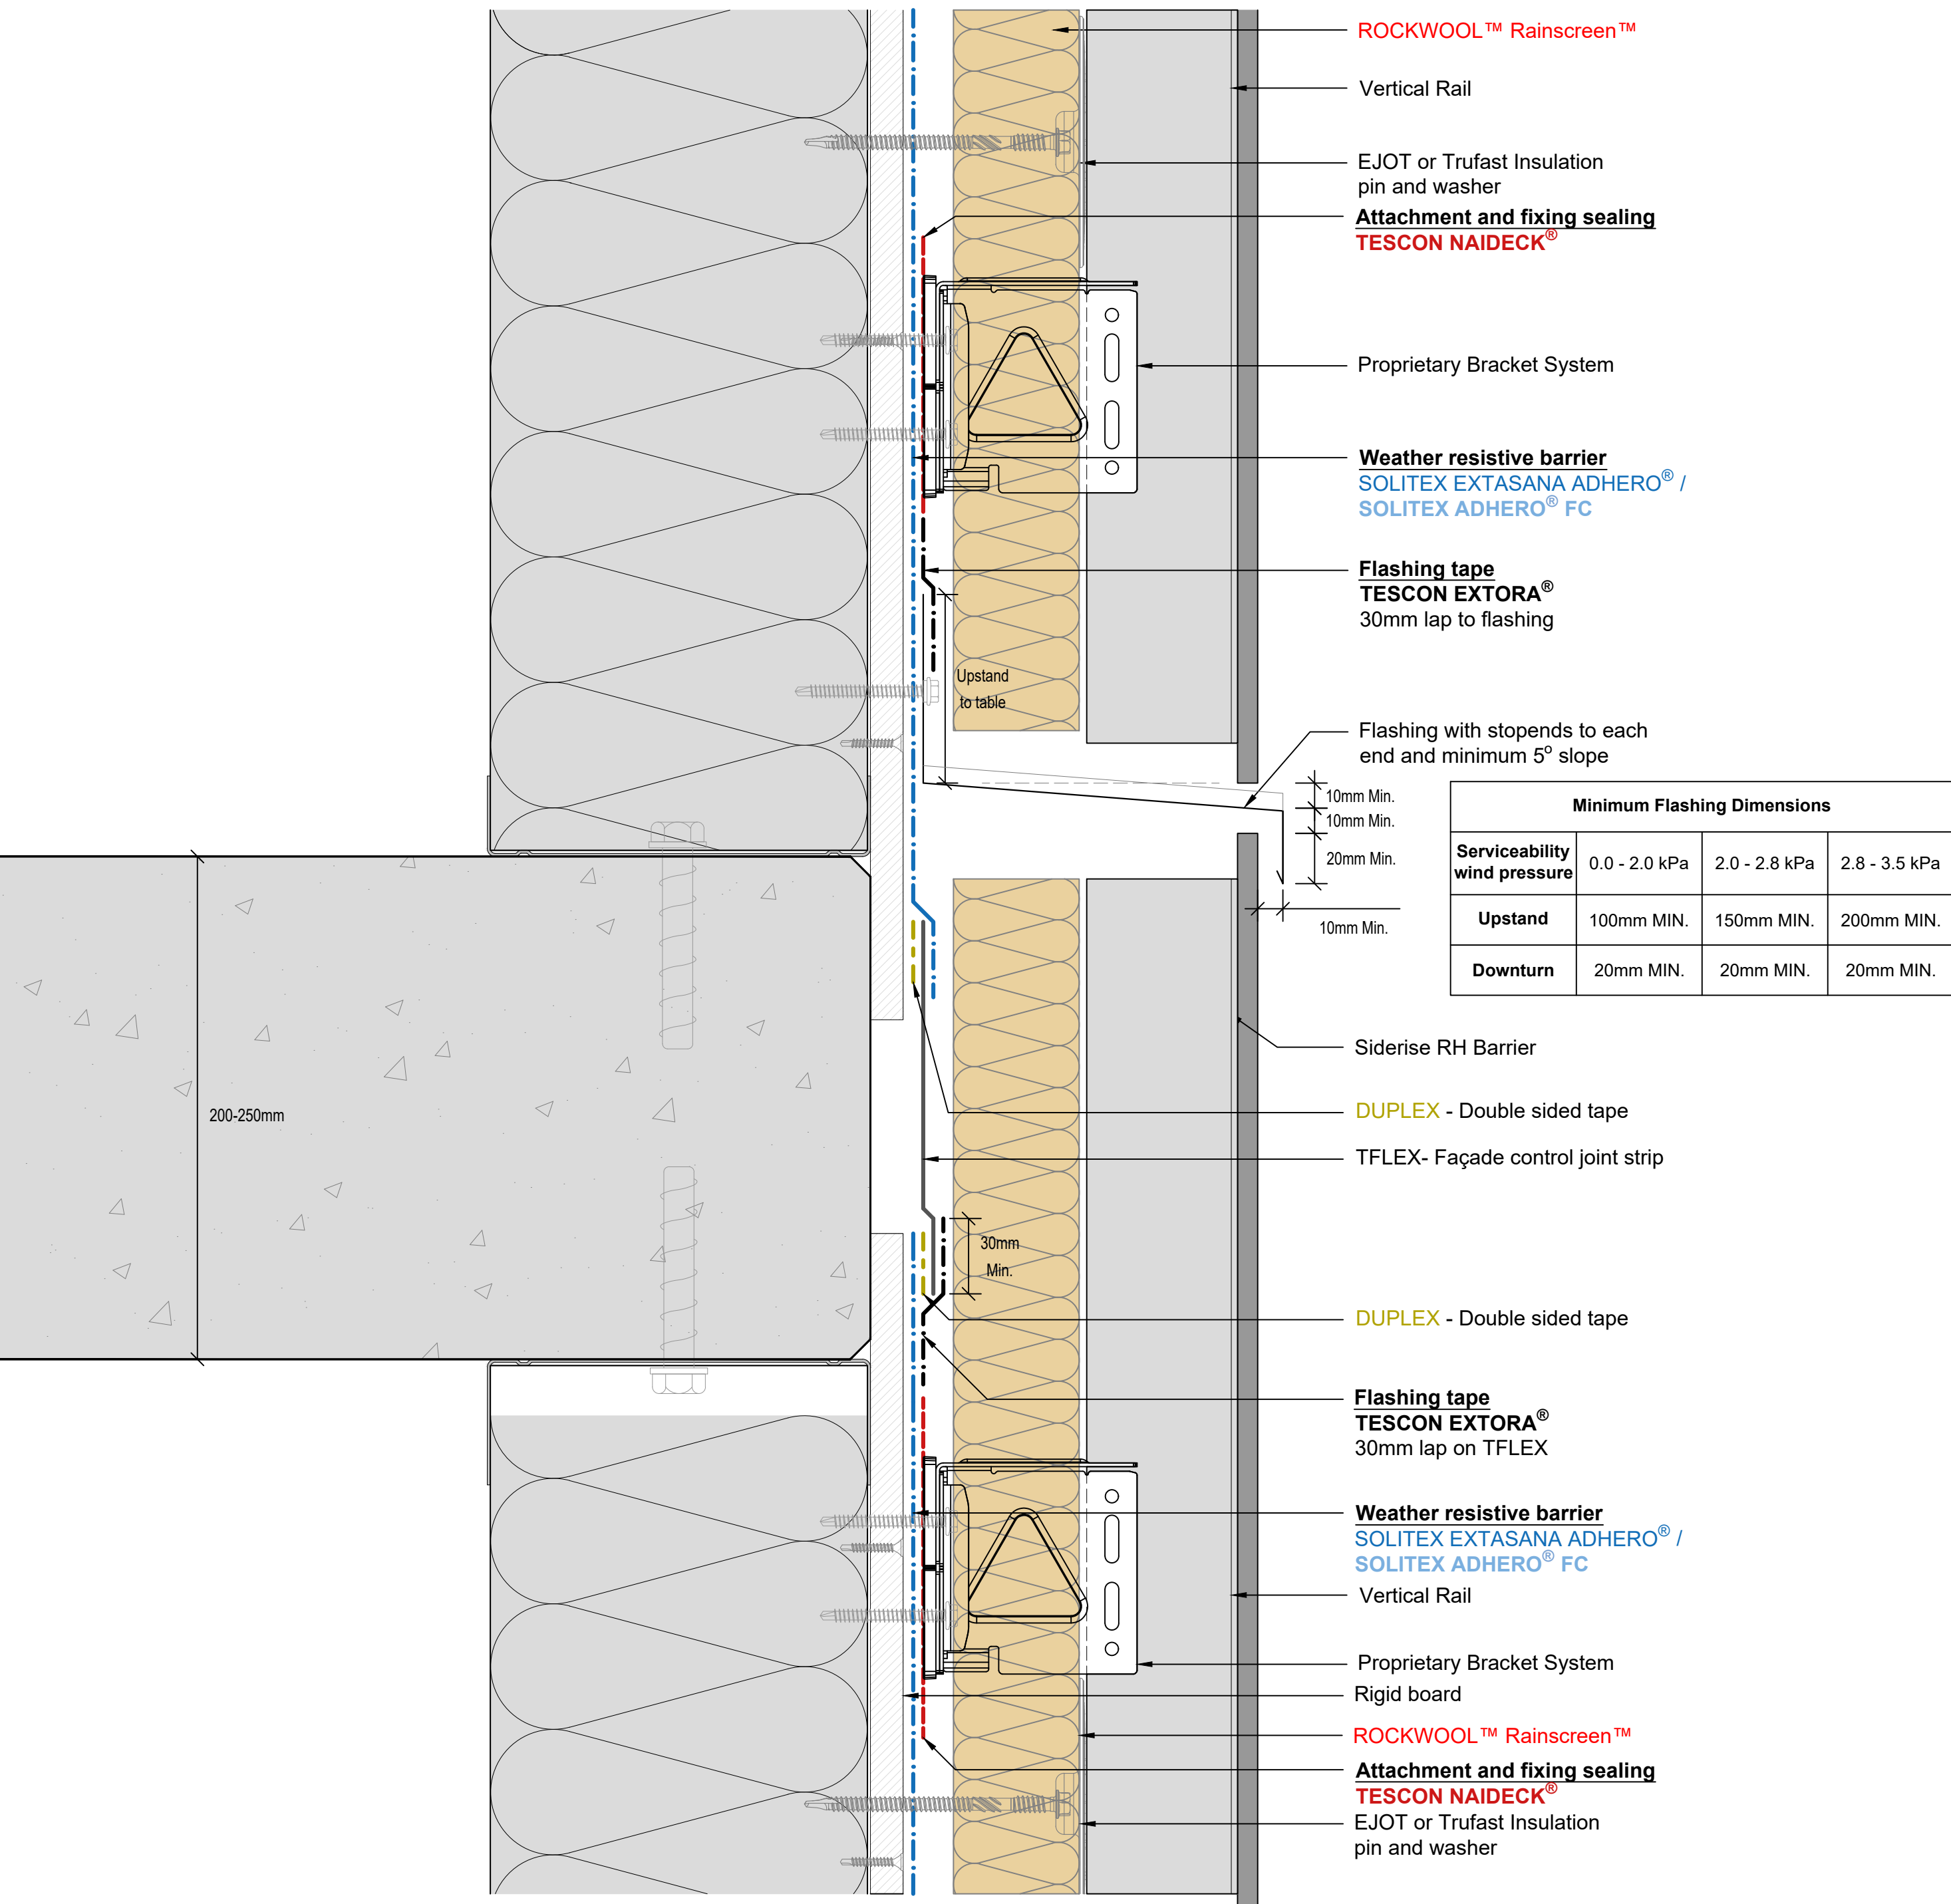 ROCKWOOL™ Rainscreen™
Vertical Rail
EJOT or Trufast Insulation
pin and washer
Attachment and fixing sealing
TESCON NAIDECK®
Proprietary Bracket System
Weather resistive barrier
SOLITEX EXTASANA ADHERO® /
SOLITEX ADHERO® FC
Flashing tape
TESCON EXTORA®
30mm lap to flashing
Upstand
to table
Flashing with stopends to each
end and minimum 5° slope
10mm Min.
10mm Min.
20mm Min.
10mm Min.
Minimum Flashing Dimensions
Serviceability
wind pressure 0.0 - 2.0 kPa 2.0 - 2.8 kPa 2.8 - 3.5 kPa
Upstand 100mm MIN. 150mm MIN. 200mm MIN.
Downturn 20mm MIN. 20mm MIN. 20mm MIN.
Siderise RH Barrier
DUPLEX - Double sided tape
200-250mm
TFLEX- Façade control joint strip
30mm
Min.
DUPLEX - Double sided tape
Flashing tape
TESCON EXTORA®
30mm lap on TFLEX
Weather resistive barrier
SOLITEX EXTASANA ADHERO® /
SOLITEX ADHERO® FC
Vertical Rail
Proprietary Bracket System
Rigid board
ROCKWOOL™ Rainscreen™
Attachment and fixing sealing
TESCON NAIDECK®
EJOT or Trufast Insulation
pin and washer